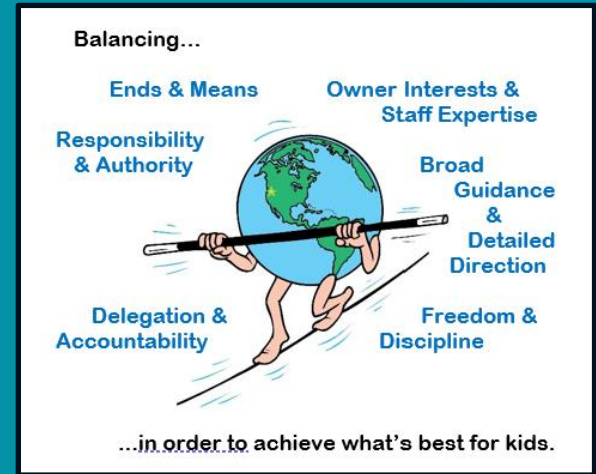 Balancing…
Ends & Means
Owner Interests &
Staff Expertise
Responsibility
& Authority
Broad
Guidance
&
Detailed
Direction
Delegation &
Accountability
Freedom &
Discipline
…in order to achieve what’s best for kids.